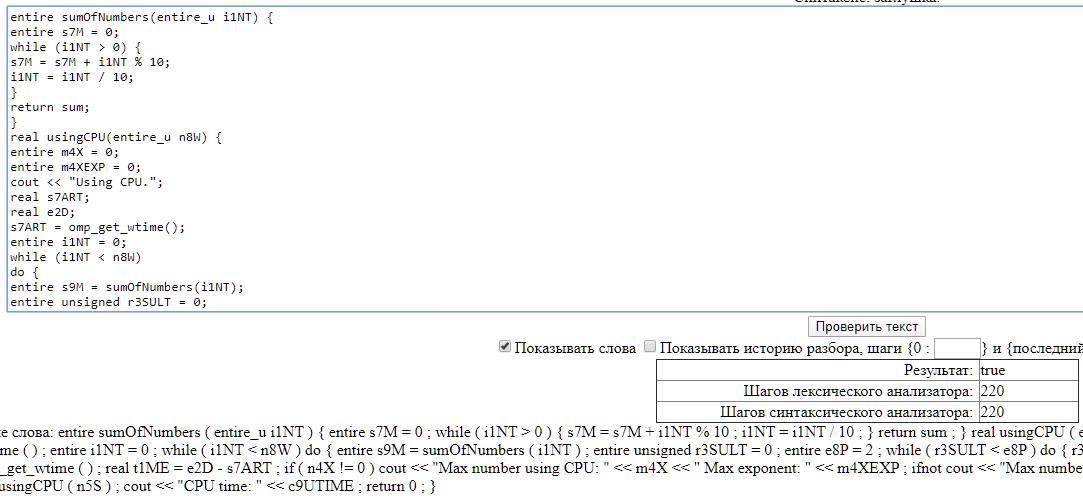 Синтаксис: заглушка.
entire sumOfNumbers(entire_u i1NT) {
entire s7M = 0;
while (i1NT > 0) {
s7M = s7M + i1NT % 10;
i1NT = i1NT / 10;
}
return sum;
}
real usingCPU(entire_u n8W) {
entire m4X = 0;
entire m4XEXP = 0;
cout << "Using CPU.";
real s7ART;
real e2D;
s7ART = omp_get_wtime();
entire i1NT = 0;
while (i1NT < n8W)
do {
entire s9M = sumOfNumbers(i1NT);
entire unsigned r3SULT = 0;
Проверить текст
Показывать слова Показывать историю разбора, шаги {0 : } и {последний
Результат: true
Шагов лексического анализатора: 220
Шагов синтаксического анализатора: 220
е слова: entire sumOfNumbers ( entire_u i1NT ) { entire s7M = 0 ; while ( i1NT > 0 ) { s7M = s7M + i1NT % 10 ; i1NT = i1NT / 10 ; } return sum ; } real usingCPU ( e
me ( ) ; entire i1NT = 0 ; while ( i1NT < n8W ) do { entire s9M = sumOfNumbers ( i1NT ) ; entire unsigned r3SULT = 0 ; entire e8P = 2 ; while ( r3SULT < e8P ) do { r3
_get_wtime ( ) ; real t1ME = e2D - s7ART ; if ( n4X != 0 ) cout << "Max number using CPU: " << m4X << " Max exponent: " << m4XEXP ; ifnot cout << "Max numbe
usingCPU ( n5S ) ; cout << "CPU time: " << c9UTIME ; return 0 ; }